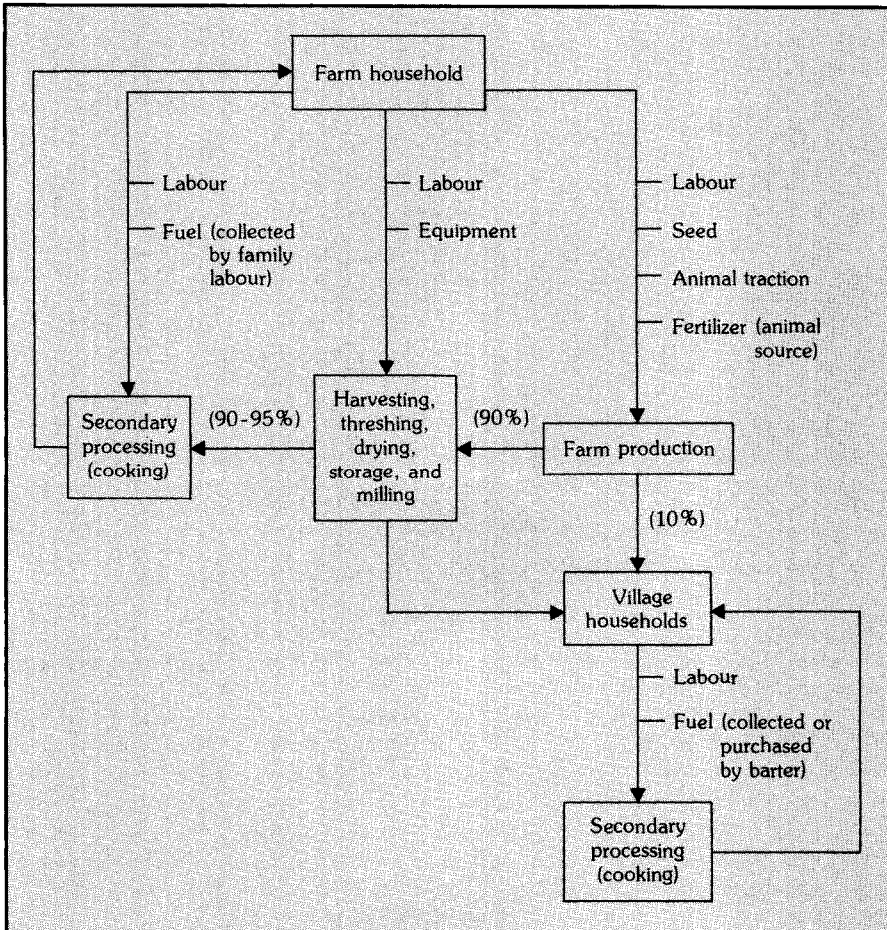 Farm household
Labour
Fuel (collected
by family
labour)
Labour
Equipment
Labour
Seed
Animal traction
Fertilizer (animal
source)
Secondary
processing
(cooking)
(90-95%)
Harvesting,
threshing,
drying,
storage, and
milling
(90%)
Farm production
(10%)
Village
households
Labour
Fuel (collected or
purchased
by barter)
Secondary
processing
(cooking)